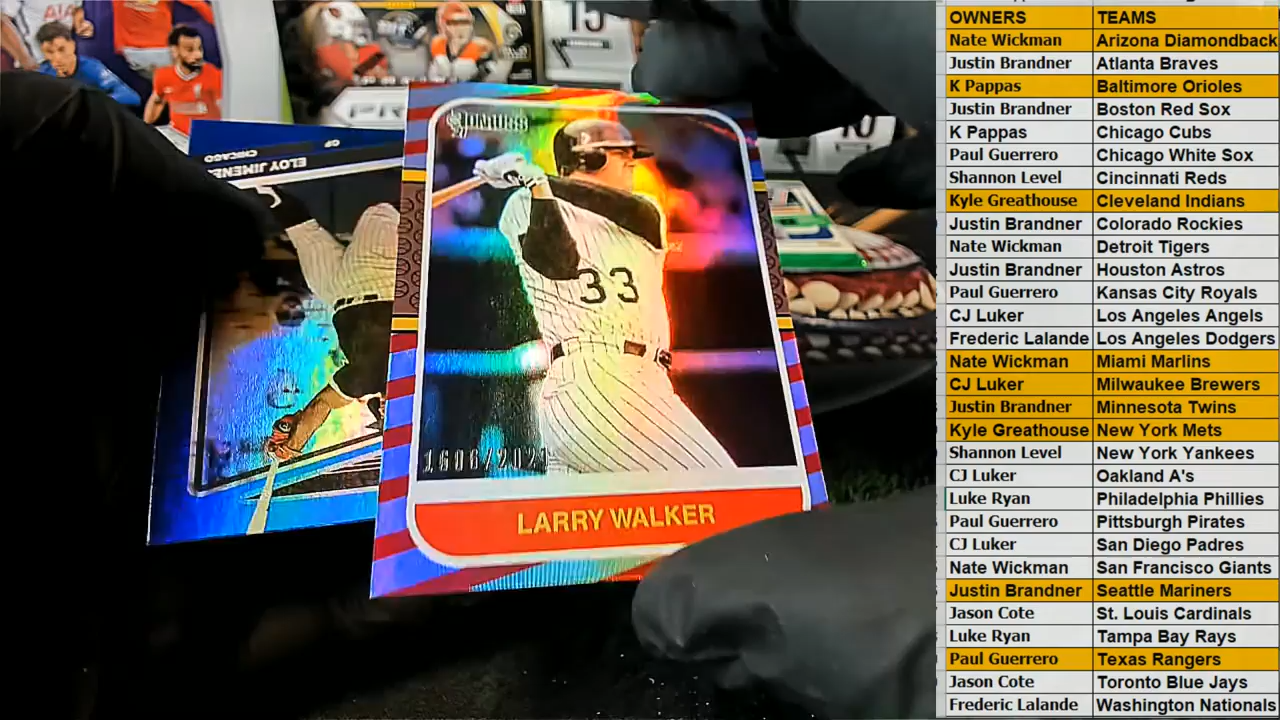 15
PR
10
CHICAGO OF
ELOY JIMENE
Donruss
33
1606/2021
LARRY WALKER
OWNERS TEAMS
Nate Wickman Arizona Diamondback
Justin Brandner Atlanta Braves
K Pappas Baltimore Orioles
Justin Brandner Boston Red Sox
K Pappas Chicago Cubs
Paul Guerrero Chicago White Sox
Shannon Level Cincinnati Reds
Kyle Greathouse Cleveland Indians
Justin Brandner Colorado Rockies
Nate Wickman Detroit Tigers
Justin Brandner Houston Astros
Paul Guerrero Kansas City Royals
CJ Luker Los Angeles Angels
Frederic Lalande Los Angeles Dodgers
Nate Wickman Miami Marlins
CJ Luker Milwaukee Brewers
Justin Brandner Minnesota Twins
Kyle Greathouse New York Mets
Shannon Level New York Yankees
CJ Luker Oakland A's
Luke Ryan Philadelphia Phillies
Paul Guerrero Pittsburgh Pirates
CJ Luker San Diego Padres
Nate Wickman San Francisco Giants
Justin Brandner Seattle Mariners
Jason Cote St. Louis Cardinals
Luke Ryan Tampa Bay Rays
Paul Guerrero Texas Rangers
Jason Cote Toronto Blue Jays
Frederic Lalande Washington Nationals